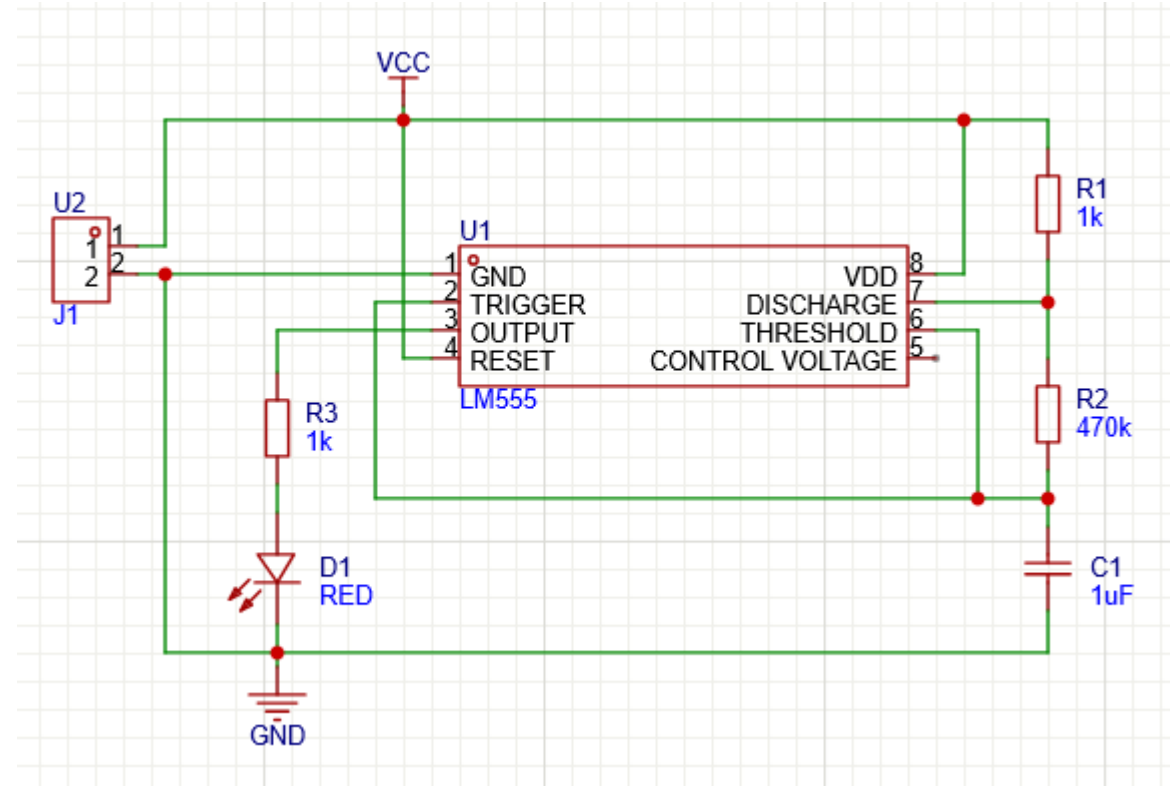 VCC
U2
1
1
2
2
J1
U1
1
GND
2
TRIGGER
3
OUTPUT
4
RESET
8
VDD
7
DISCHARGE
6
THRESHOLD
5
CONTROL VOLTAGE
LM555
R1
1k
R2
470k
R3
1k
D1
RED
C1
1uF
GND